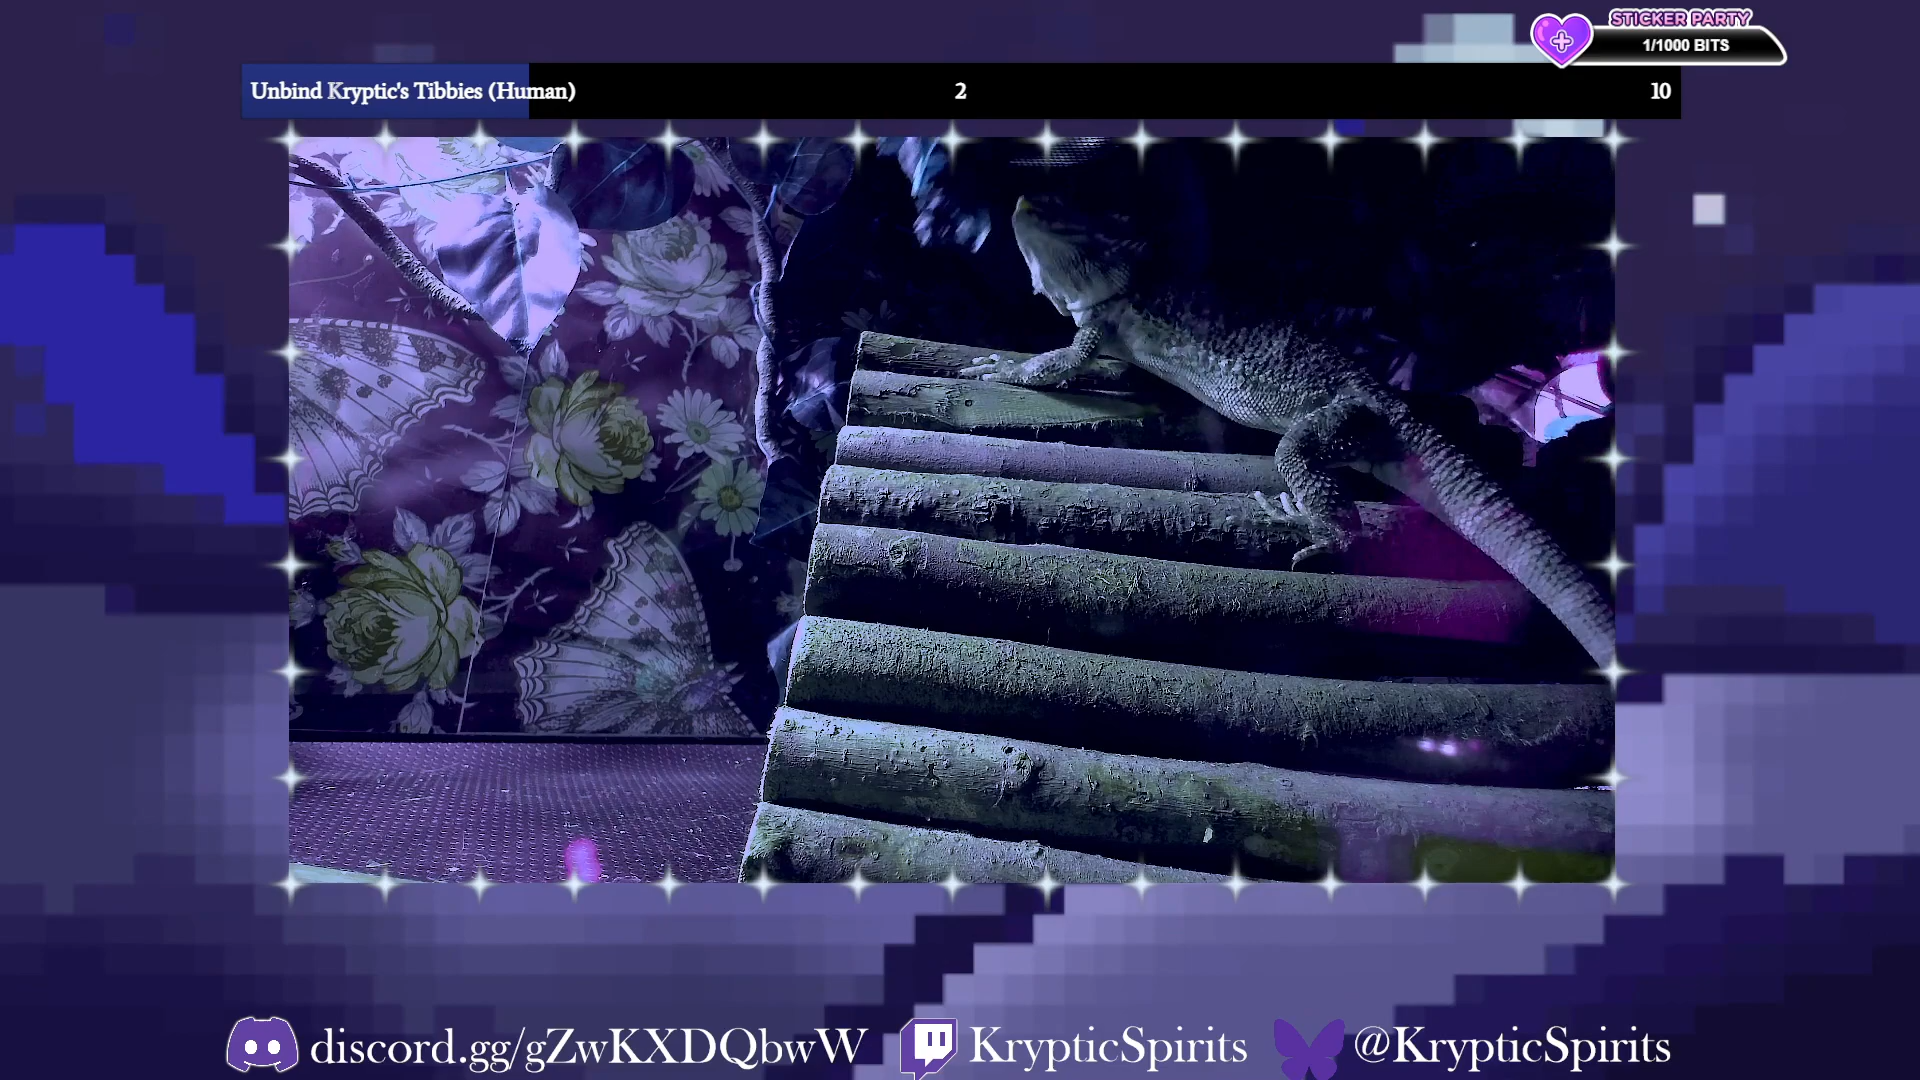 STICKER PARTY
1/1000 BITS
Unbind Kryptic's Tibbies (Human) 2 10
discord.gg/gZwKXDQbwW KrypticSpirits @KrypticSpirits